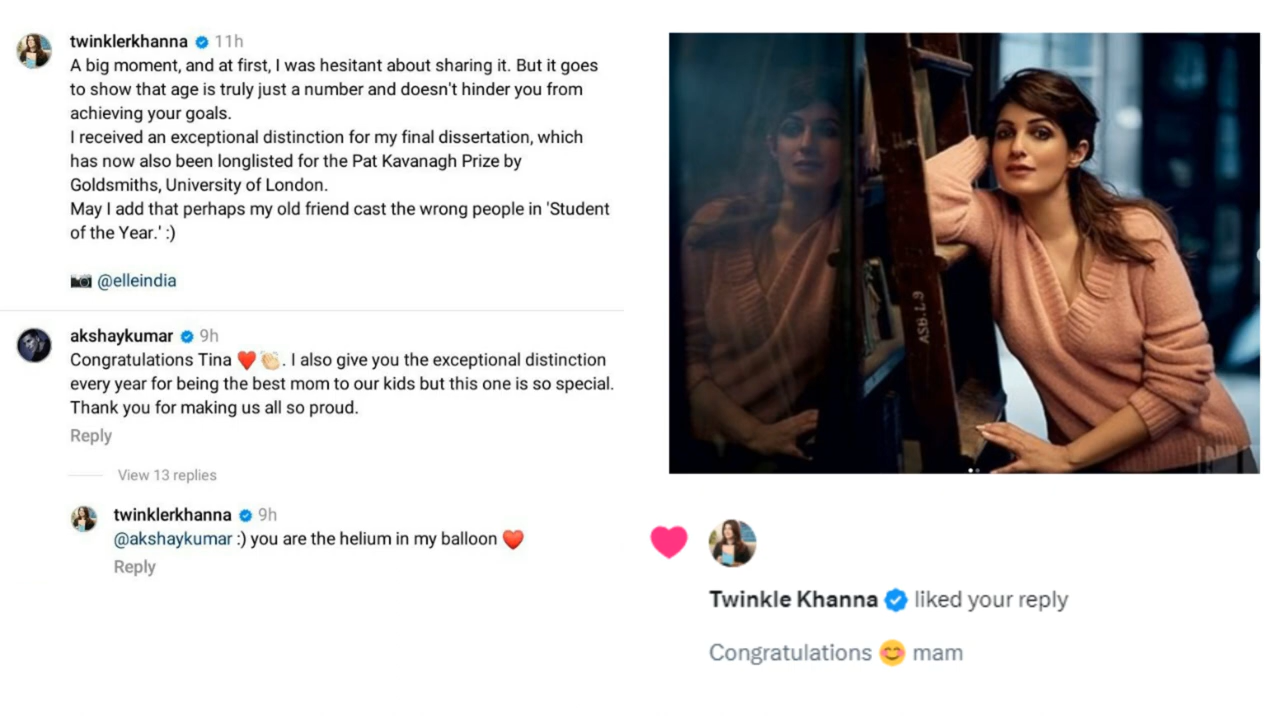 twinklerkhanna 11h
A big moment, and at first, I was hesitant about sharing it. But it goes
to show that age is truly just a number and doesn't hinder you from
achieving your goals.
I received an exceptional distinction for my final dissertation, which
has now also been longlisted for the Pat Kavanagh Prize by
Goldsmiths, University of London.
May I add that perhaps my old friend cast the wrong people in 'Student
of the Year.' :)
📷 @elleindia
akshaykumar 9h
Congratulations Tina ❤️ 👏🏻. I also give you the exceptional distinction
every year for being the best mom to our kids but this one is so special.
Thank you for making us all so proud.
Reply
View 13 replies
twinklerkhanna 9h
@akshaykumar :) you are the helium in my balloon ❤️
Reply
ASB.L.9
Twinkle Khanna liked your reply
Congratulations 😊 mam